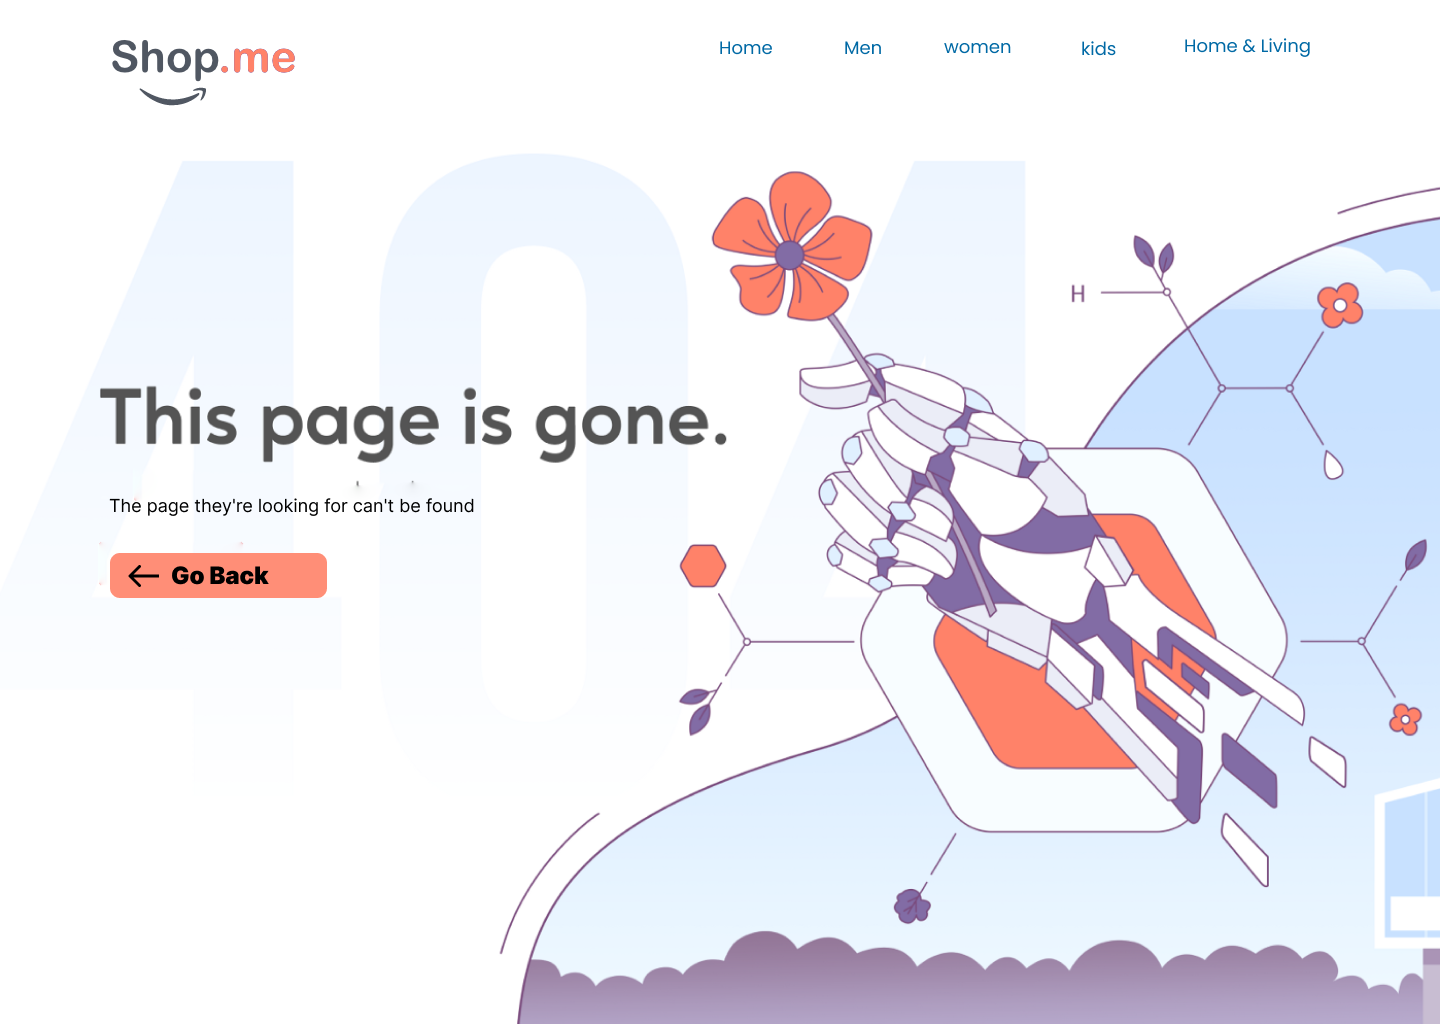 Shop.me
Home Men women kids Home & Living
404
H
This page is gone.
The page they're looking for can't be found
Go Back